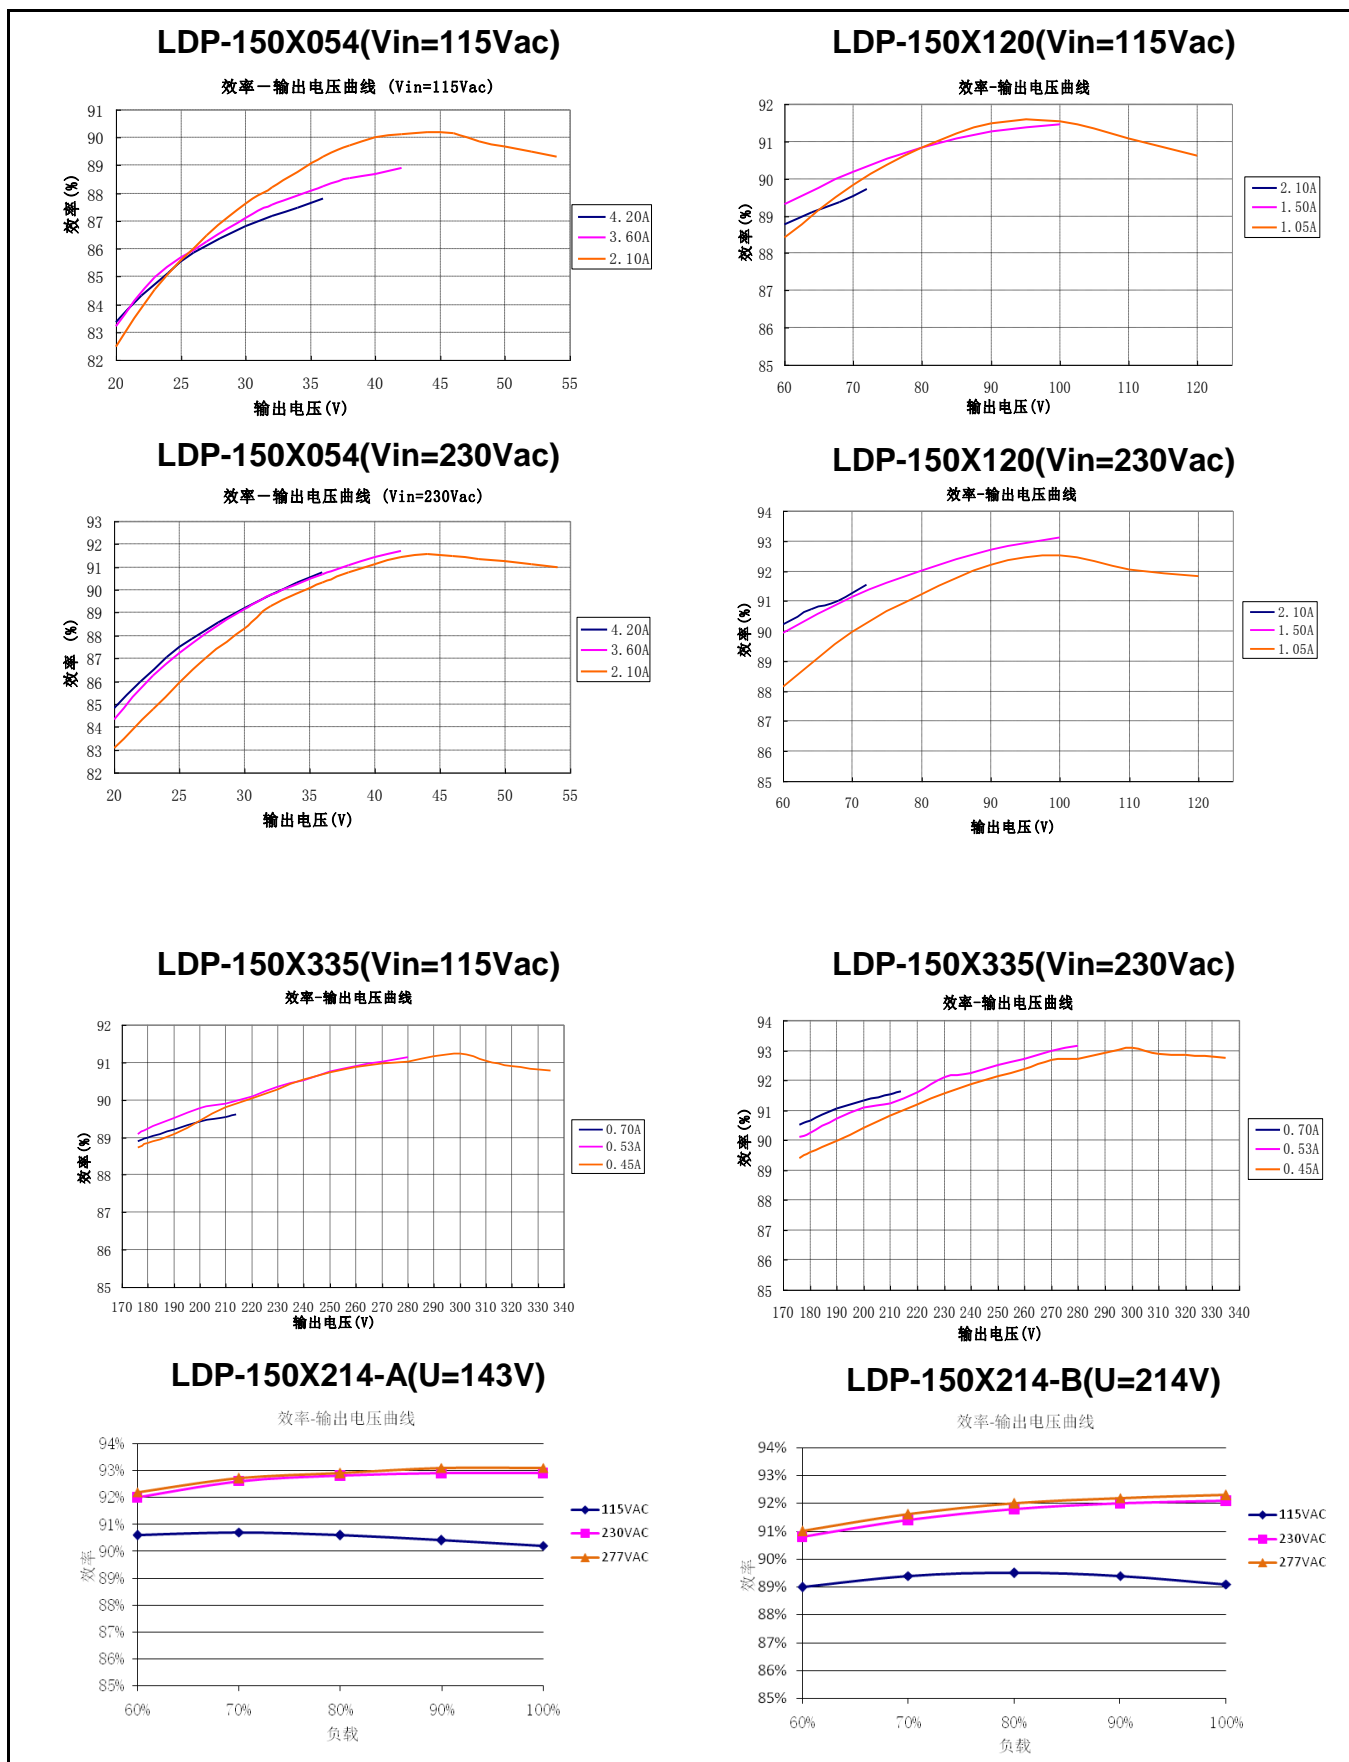 LDP-150X054(Vin=115Vac)
效率—输出电压曲线 (Vin=115Vac)
91
90
89
88
87
86
85
84
83
82
效率(%)
20 25 30 35 40 45 50 55
输出电压(V)
4.20A
3.60A
2.10A
LDP-150X120(Vin=115Vac)
效率-输出电压曲线
92
91
90
89
88
87
86
85
效率(%)
60 70 80 90 100 110 120
输出电压(V)
2.10A
1.50A
1.05A
LDP-150X054(Vin=230Vac)
效率—输出电压曲线 (Vin=230Vac)
93
92
91
90
89
88
87
86
85
84
83
82
效率 (%)
20 25 30 35 40 45 50 55
输出电压(V)
4.20A
3.60A
2.10A
LDP-150X120(Vin=230Vac)
效率-输出电压曲线
94
93
92
91
90
89
88
87
86
85
效率(%)
60 70 80 90 100 110 120
输出电压(V)
2.10A
1.50A
1.05A
LDP-150X335(Vin=115Vac)
效率-输出电压曲线
92
91
90
89
88
87
86
85
效率(%)
170 180 190 200 210 220 230 240 250 260 270 280 290 300 310 320 330 340
输出电压(V)
0.70A
0.53A
0.45A
LDP-150X335(Vin=230Vac)
效率-输出电压曲线
94
93
92
91
90
89
88
87
86
85
效率(%)
170 180 190 200 210 220 230 240 250 260 270 280 290 300 310 320 330 340
输出电压(V)
0.70A
0.53A
0.45A
LDP-150X214-A(U=143V)
效率-输出电压曲线
94%
93%
92%
91%
90%
89%
88%
87%
86%
85%
效率
60% 70% 80% 90% 100%
负载
115VAC
230VAC
277VAC
LDP-150X214-B(U=214V)
效率-输出电压曲线
94%
93%
92%
91%
90%
89%
88%
87%
86%
85%
效率
60% 70% 80% 90% 100%
负载
115VAC
230VAC
277VAC